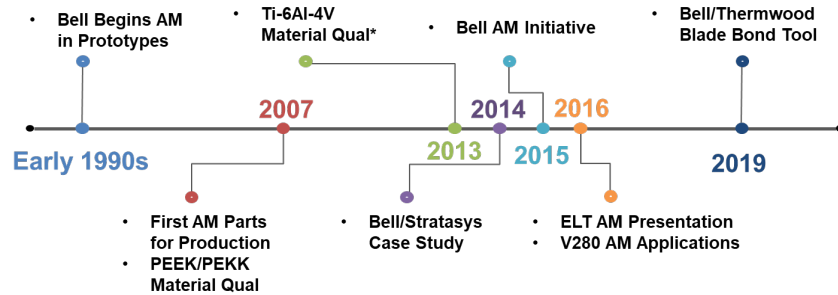 • Bell Begins AM
in Prototypes
• Ti-6Al-4V
Material Qual*
• Bell AM Initiative
• Bell/Thermwood
Blade Bond Tool
Early 1990s
2007
2013
2014
2015
2016
2019
• First AM Parts
for Production
• PEEK/PEKK
Material Qual
• Bell/Stratasys
Case Study
• ELT AM Presentation
• V280 AM Applications